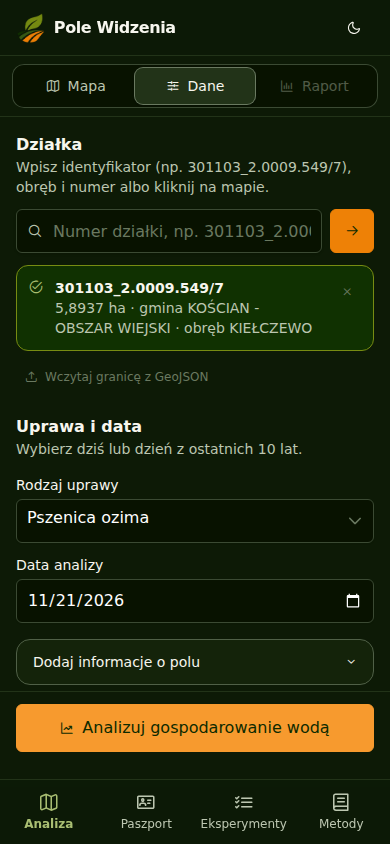 Pole Widzenia
Mapa
Dane
Raport
Działka
Wpisz identyfikator (np. 301103_2.0009.549/7),
obręb i numer albo kliknij na mapie.
Numer działki, np. 301103_2.000
301103_2.0009.549/7
5,8937 ha · gmina KOŚCIAN -
OBSZAR WIEJSKI · obręb KIEŁCZEWO
Wczytaj granicę z GeoJSON
Uprawa i data
Wybierz dziś lub dzień z ostatnich 10 lat.
Rodzaj uprawy
Pszenica ozima
Data analizy
11/21/2026
Dodaj informacje o polu
Analizuj gospodarowanie wodą
Analiza
Paszport
Eksperymenty
Metody